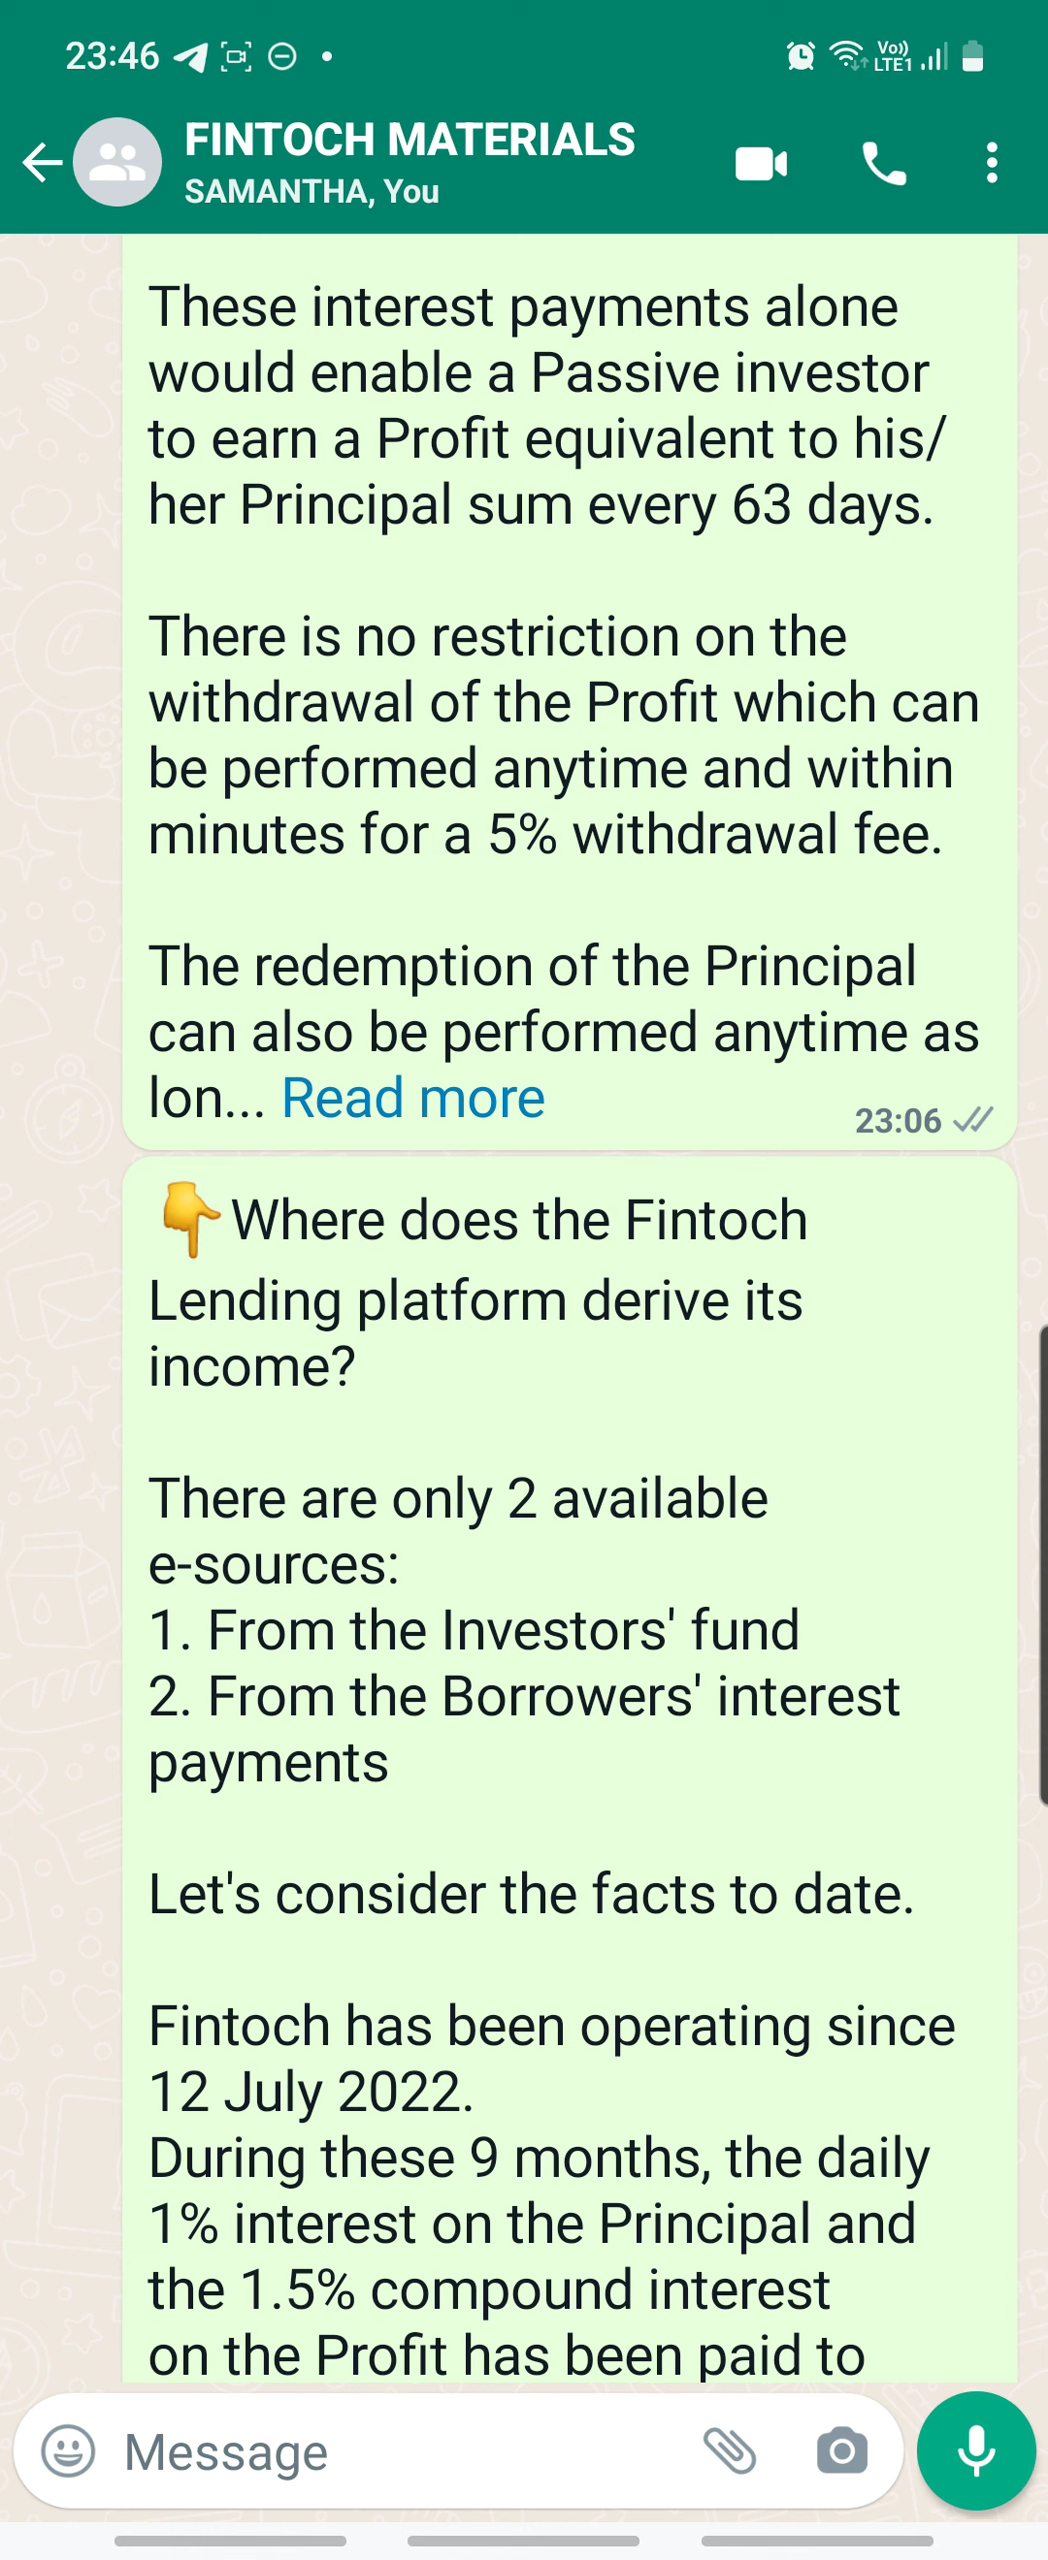 23:46
Vo)) LTE1
FINTOCH MATERIALS
SAMANTHA, You
These interest payments alone
would enable a Passive investor
to earn a Profit equivalent to his/
her Principal sum every 63 days.
There is no restriction on the
withdrawal of the Profit which can
be performed anytime and within
minutes for a 5% withdrawal fee.
The redemption of the Principal
can also be performed anytime as
lon... Read more
23:06
👇Where does the Fintoch
Lending platform derive its
income?
There are only 2 available
e-sources:
1. From the Investors' fund
2. From the Borrowers' interest
payments
Let's consider the facts to date.
Fintoch has been operating since
12 July 2022.
During these 9 months, the daily
1% interest on the Principal and
the 1.5% compound interest
on the Profit has been paid to
Message